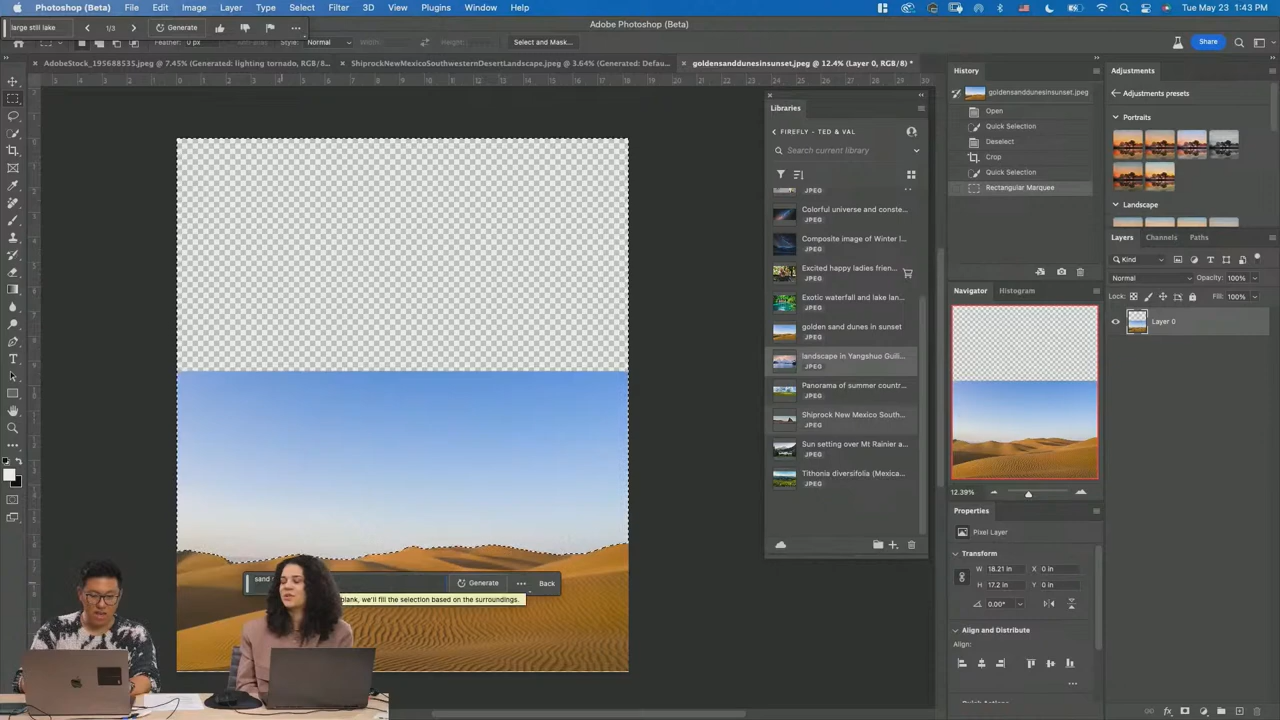 Photoshop (Beta) File Edit Image Layer Type Select Filter 3D View Plugins Window Help
Tue May 23 1:43 PM
large still lake 1/3 Generate
Adobe Photoshop (Beta)
Share
Feather: 0 px Style: Normal Width: Height: Select and Mask...
AdobeStock_195688535.jpeg @ 7.45% (Generated: lighting tornado, RGB/8...
ShiprockNewMexicoSouthwesternDesertLandscape.jpeg @ 3.64% (Generated: Defau...
goldensanddunesinsunset.jpeg @ 12.4% (Layer 0, RGB/8) *
Libraries
FIREFLY - TED & VAL
Search current library
JPEG
Colorful universe and conste...
JPEG
Composite image of Winter l...
JPEG
Excited happy ladies frien...
JPEG
Exotic waterfall and lake lan...
JPEG
golden sand dunes in sunset
JPEG
landscape in Yangshuo Guili...
JPEG
Panorama of summer countr...
JPEG
Shiprock New Mexico South...
JPEG
Sun setting over Mt Rainier a...
JPEG
Tithonia diversifolia (Mexica...
JPEG
sand
Generate Back
blank, we'll fill the selection based on the surroundings.
History
goldensanddunesinsunset.jpeg
Open
Quick Selection
Deselect
Crop
Quick Selection
Rectangular Marquee
Navigator Histogram
12.39%
Properties
Pixel Layer
Transform
W 18.21 in X 0 in
H 17.2 in Y 0 in
0.00°
Align and Distribute
Align:
Quick Actions
Adjustments
Adjustments presets
Portraits
Landscape
Layers Channels Paths
Kind
Normal Opacity: 100%
Lock: Fill: 100%
Layer 0